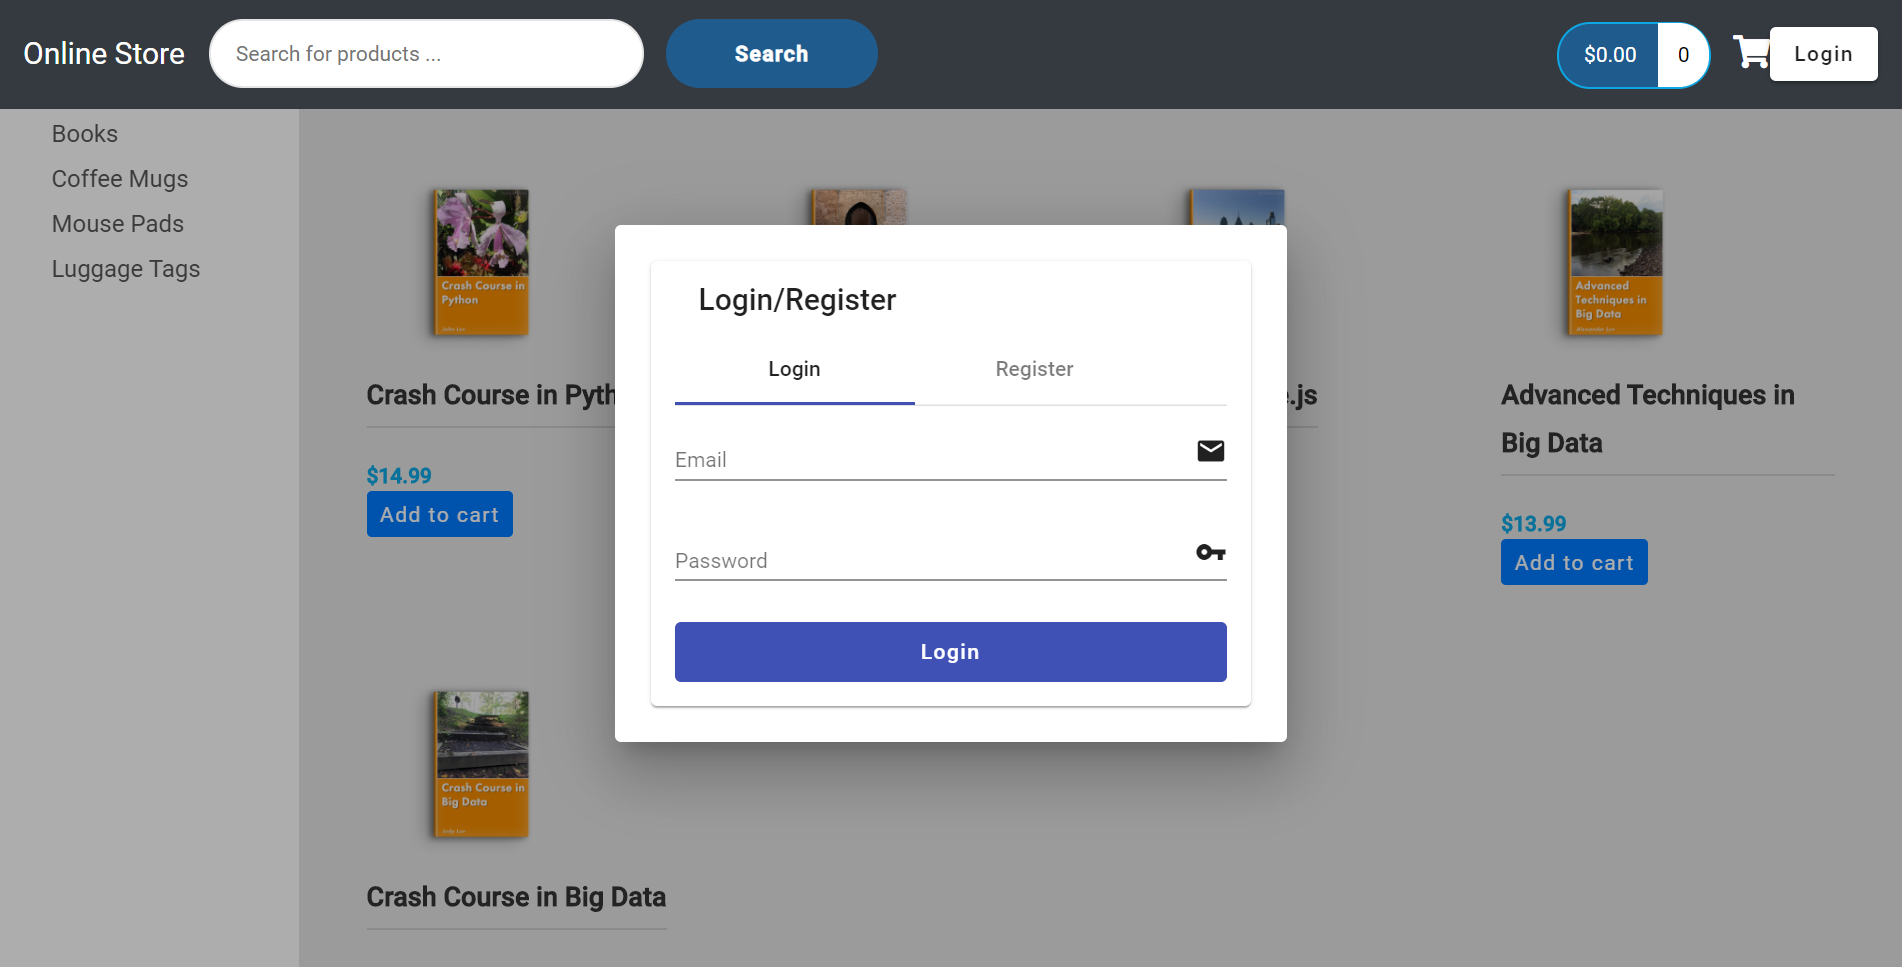 Online Store
Search for products ...
Search
$0.00
0
Login
Books
Coffee Mugs
Mouse Pads
Luggage Tags
Crash Course in
Python
John Lee
Crash Course in Pyth
$14.99
Add to cart
.js
Advanced
Techniques in
Big Data
Advanced Techniques in
Big Data
$13.99
Add to cart
Login/Register
Login
Register
Email
Password
Login
Crash Course in
Big Data
Crash Course in Big Data